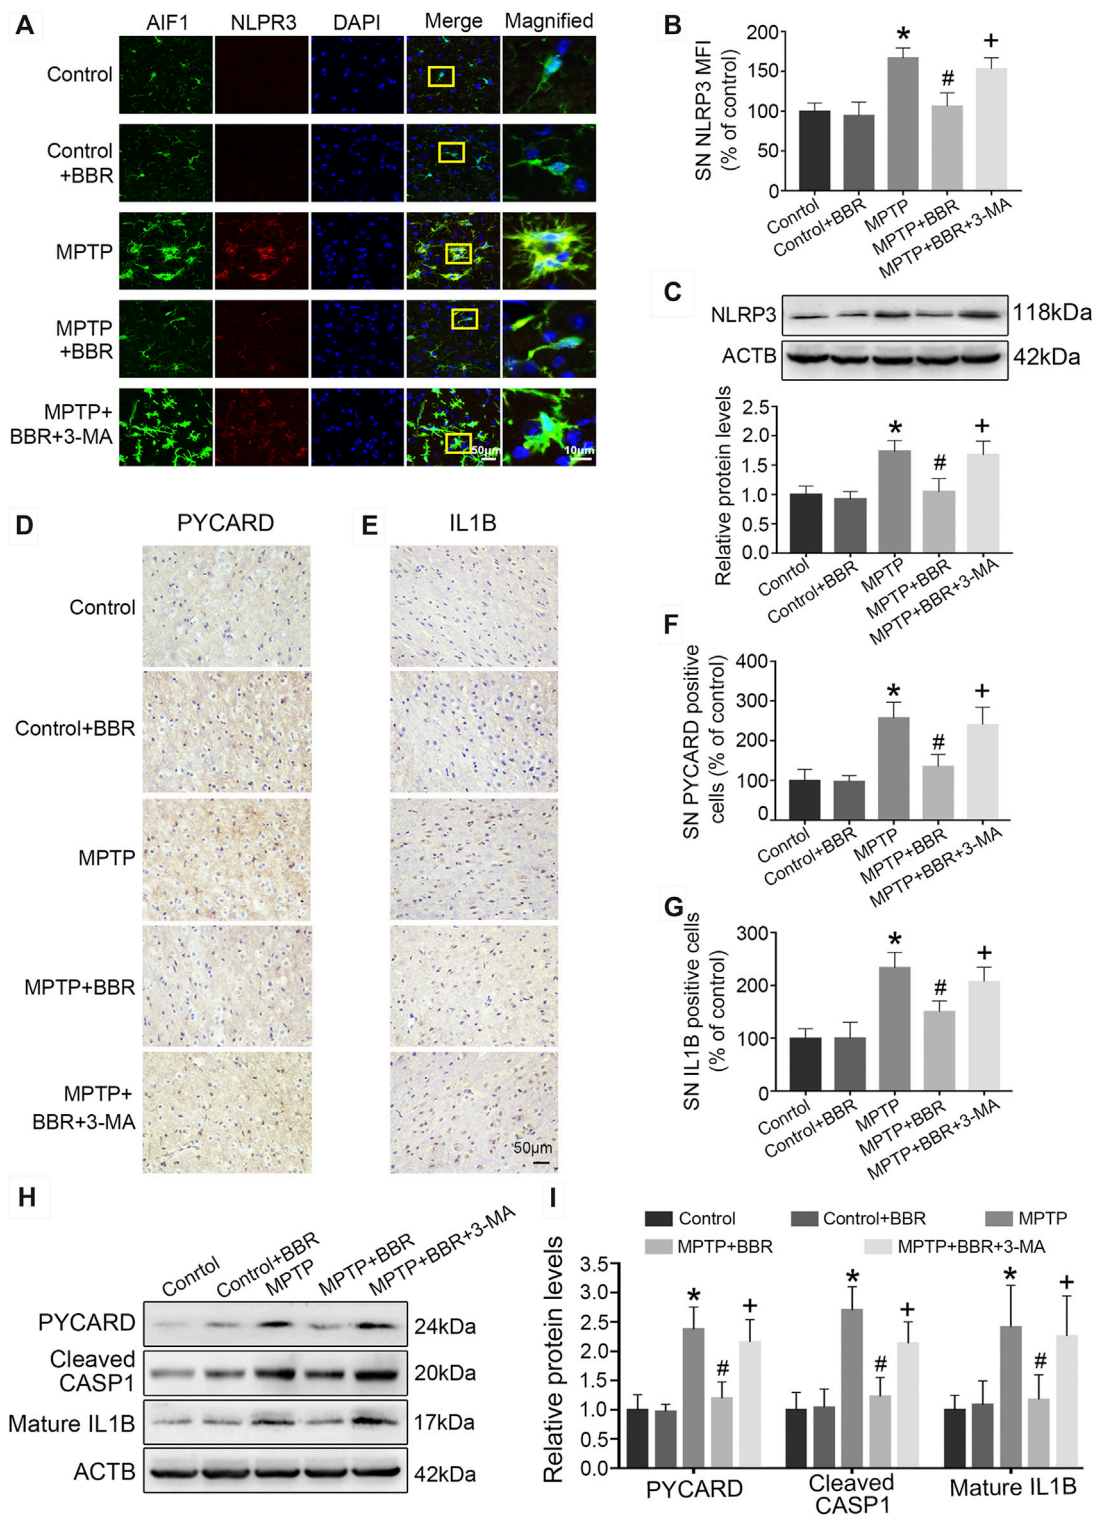 A
AIF1 NLPR3 DAPI Merge Magnified
Control
Control
+BBR
MPTP
MPTP
+BBR
MPTP+
BBR+3-MA
50µm
10µm
B
SN NLRP3 MFI
(% of control)
200
150
100
50
0
Conrtol
Control+BBR
MPTP
MPTP+BBR
MPTP+BBR+3-MA
*
#
+
C
NLRP3
118kDa
ACTB
42kDa
Relative protein levels
2.5
2.0
1.5
1.0
0.5
0.0
Conrtol
Control+BBR
MPTP
MPTP+BBR
MPTP+BBR+3-MA
*
#
+
D
PYCARD
E
IL1B
Control
Control+BBR
MPTP
MPTP+BBR
MPTP+
BBR+3-MA
50µm
F
SN PYCARD positive
cells (% of control)
400
300
200
100
0
Conrtol
Control+BBR
MPTP
MPTP+BBR
MPTP+BBR+3-MA
*
#
+
G
SN IL1B positive cells
(% of control)
300
200
100
0
Conrtol
Control+BBR
MPTP
MPTP+BBR
MPTP+BBR+3-MA
*
#
+
H
Conrtol
Control+BBR
MPTP
MPTP+BBR
MPTP+BBR+3-MA
PYCARD
24kDa
Cleaved
CASP1
20kDa
Mature IL1B
17kDa
ACTB
42kDa
I
Control
Control+BBR
MPTP
MPTP+BBR
MPTP+BBR+3-MA
Relative protein levels
3.5
3.0
2.5
2.0
1.5
1.0
0.5
0.0
*
#
+
*
#
+
*
#
+
PYCARD
Cleaved
CASP1
Mature IL1B